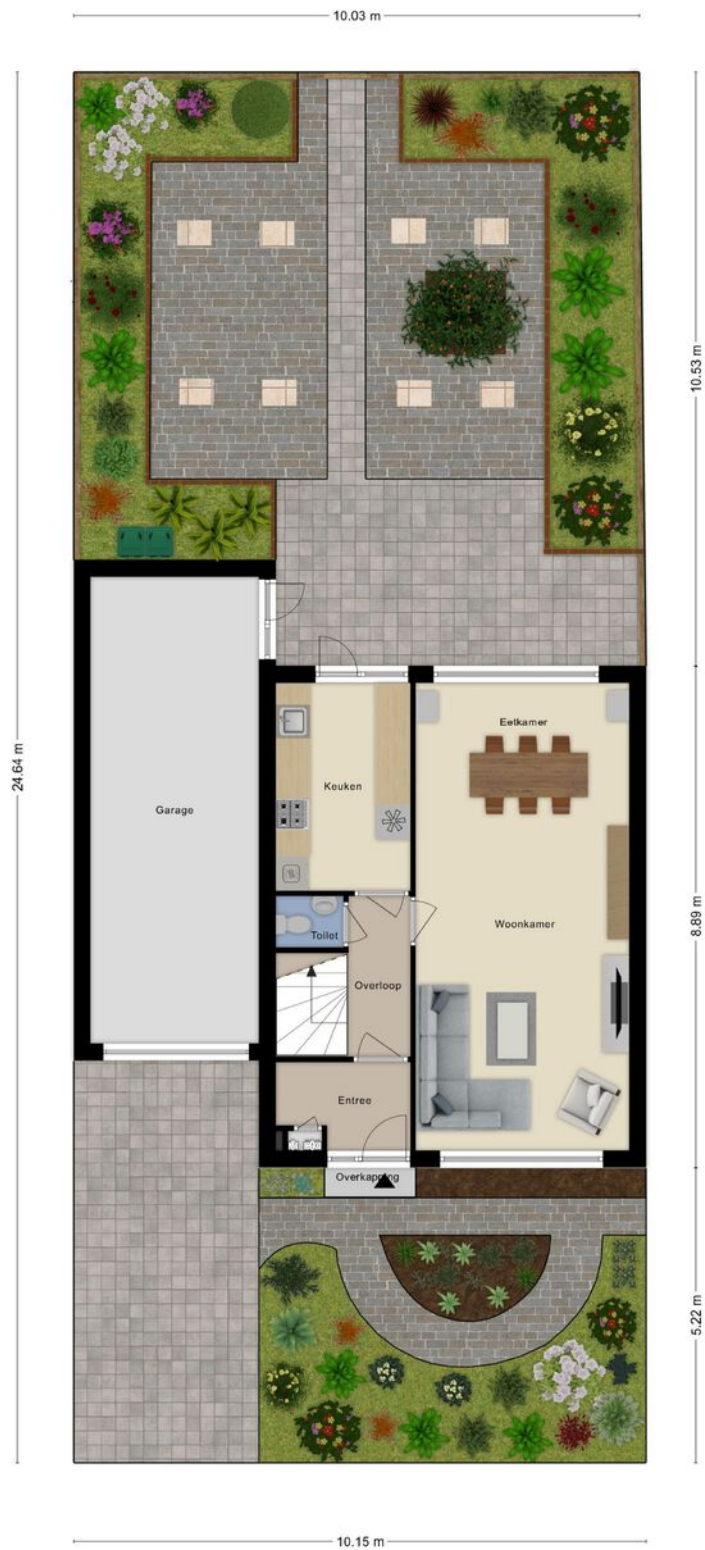 10.03 m
10.53 m
24.64 m
Eetkamer
Keuken
Garage
8.89 m
Woonkamer
Toilet
Overloop
Entree
Overkapping
5.22 m
10.15 m